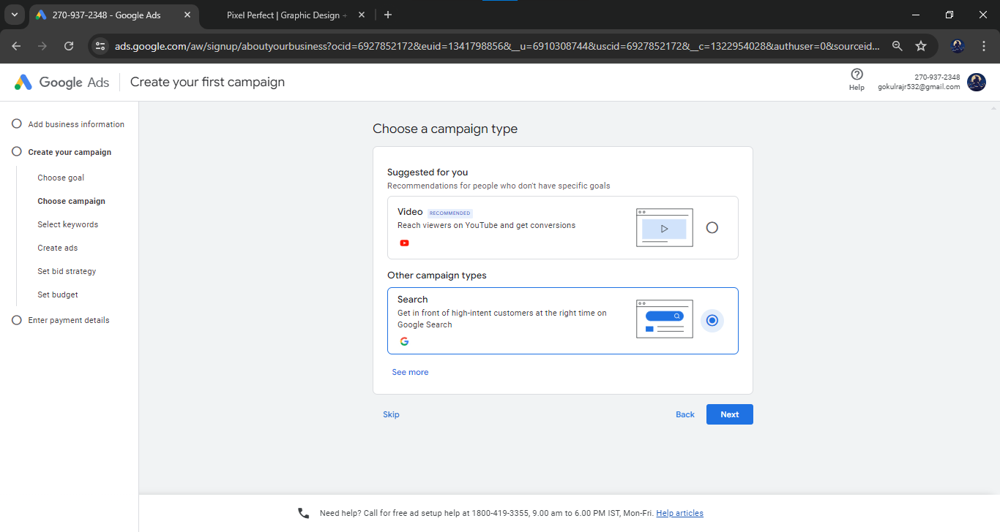 270-937-2348 - Google Ads
Pixel Perfect | Graphic Design +
ads.google.com/aw/signup/aboutyourbusiness?ocid=6927852172&euid=1341798856&__u=6910308744&uscid=6927852172&__c=1322954028&authuser=0&sourceid...
Google Ads
Create your first campaign
Help
270-937-2348
gokulrajr532@gmail.com
Add business information
Create your campaign
Choose goal
Choose campaign
Select keywords
Create ads
Set bid strategy
Set budget
Enter payment details
Choose a campaign type
Suggested for you
Recommendations for people who don't have specific goals
Video RECOMMENDED
Reach viewers on YouTube and get conversions
Other campaign types
Search
Get in front of high-intent customers at the right time on
Google Search
See more
Skip
Back
Next
Need help? Call for free ad setup help at 1800-419-3355, 9.00 am to 6.00 PM IST, Mon-Fri. Help articles